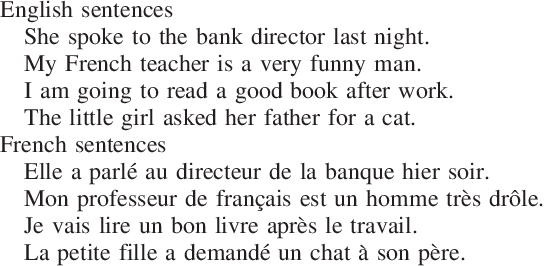 English sentences
She spoke to the bank director last night.
My French teacher is a very funny man.
I am going to read a good book after work.
The little girl asked her father for a cat.
French sentences
Elle a parlé au directeur de la banque hier soir.
Mon professeur de français est un homme très drôle.
Je vais lire un bon livre après le travail.
La petite fille a demandé un chat à son père.